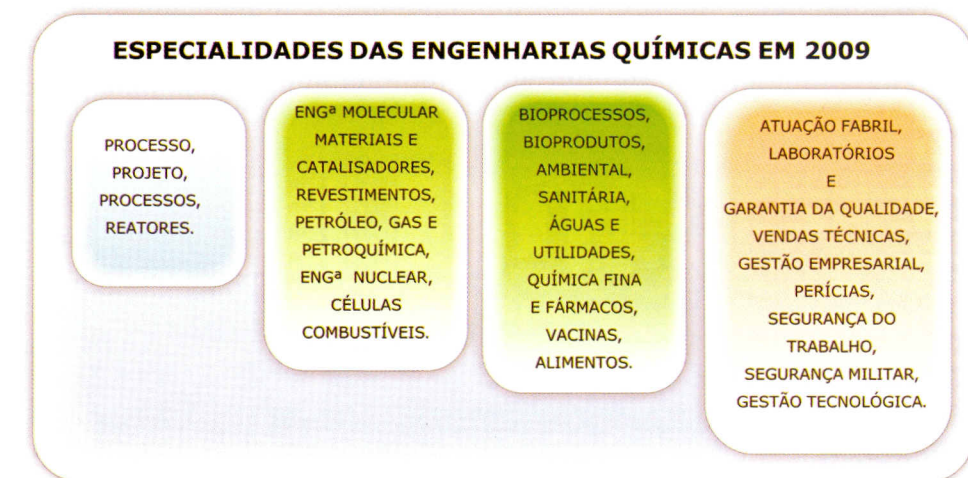 ESPECIALIDADES DAS ENGENHARIAS QUÍMICAS EM 2009
PROCESSO,
PROJETO,
PROCESSOS,
REATORES.
ENGª MOLECULAR
MATERIAIS E
CATALISADORES,
REVESTIMENTOS,
PETRÓLEO, GAS E
PETROQUÍMICA,
ENGª NUCLEAR,
CÉLULAS
COMBUSTÍVEIS.
BIOPROCESSOS,
BIOPRODUTOS,
AMBIENTAL,
SANITÁRIA,
ÁGUAS E
UTILIDADES,
QUÍMICA FINA
E FÁRMACOS,
VACINAS,
ALIMENTOS.
ATUAÇÃO FABRIL,
LABORATÓRIOS
E
GARANTIA DA QUALIDADE,
VENDAS TÉCNICAS,
GESTÃO EMPRESARIAL,
PERÍCIAS,
SEGURANÇA DO
TRABALHO,
SEGURANÇA MILITAR,
GESTÃO TECNOLÓGICA.